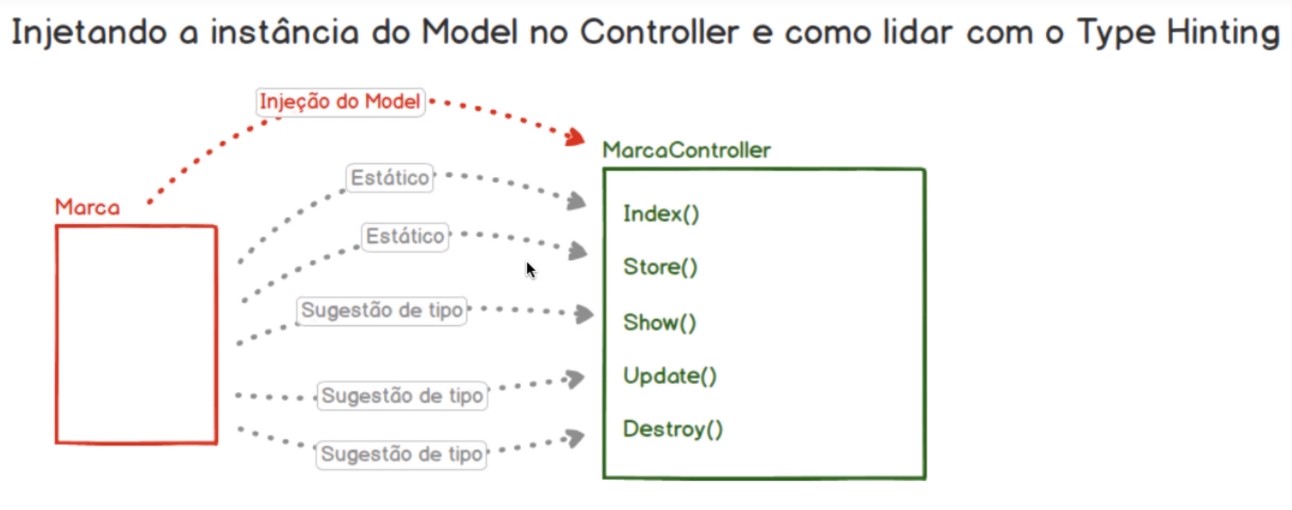 Injetando a instância do Model no Controller e como lidar com o Type Hinting
Injeção do Model
MarcaController
Estático
Marca
Index()
Estático
Store()
Sugestão de tipo
Show()
Update()
Sugestão de tipo
Destroy()
Sugestão de tipo